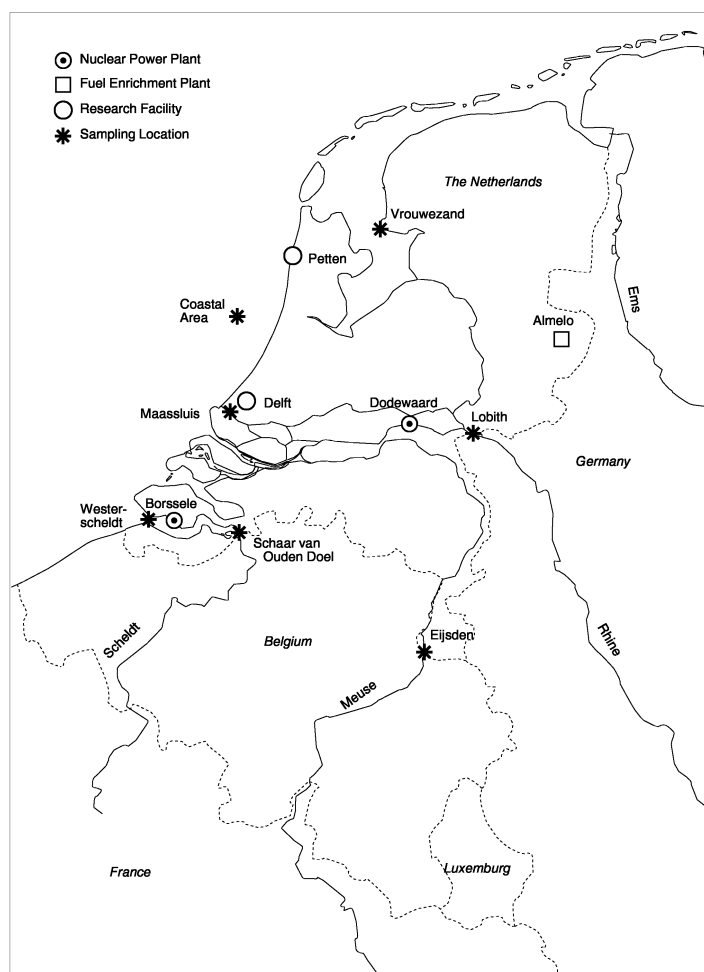 Nuclear Power Plant
Fuel Enrichment Plant
Research Facility
Sampling Location
The Netherlands
Vrouwezand
Petten
Coastal
Area
Ems
Almelo
Delft
Dodewaard
Maassluis
Lobith
Germany
Wester-
scheldt
Borssele
Schaar van
Ouden Doel
Scheldt
Belgium
Eijsden
Rhine
Meuse
France
Luxemburg